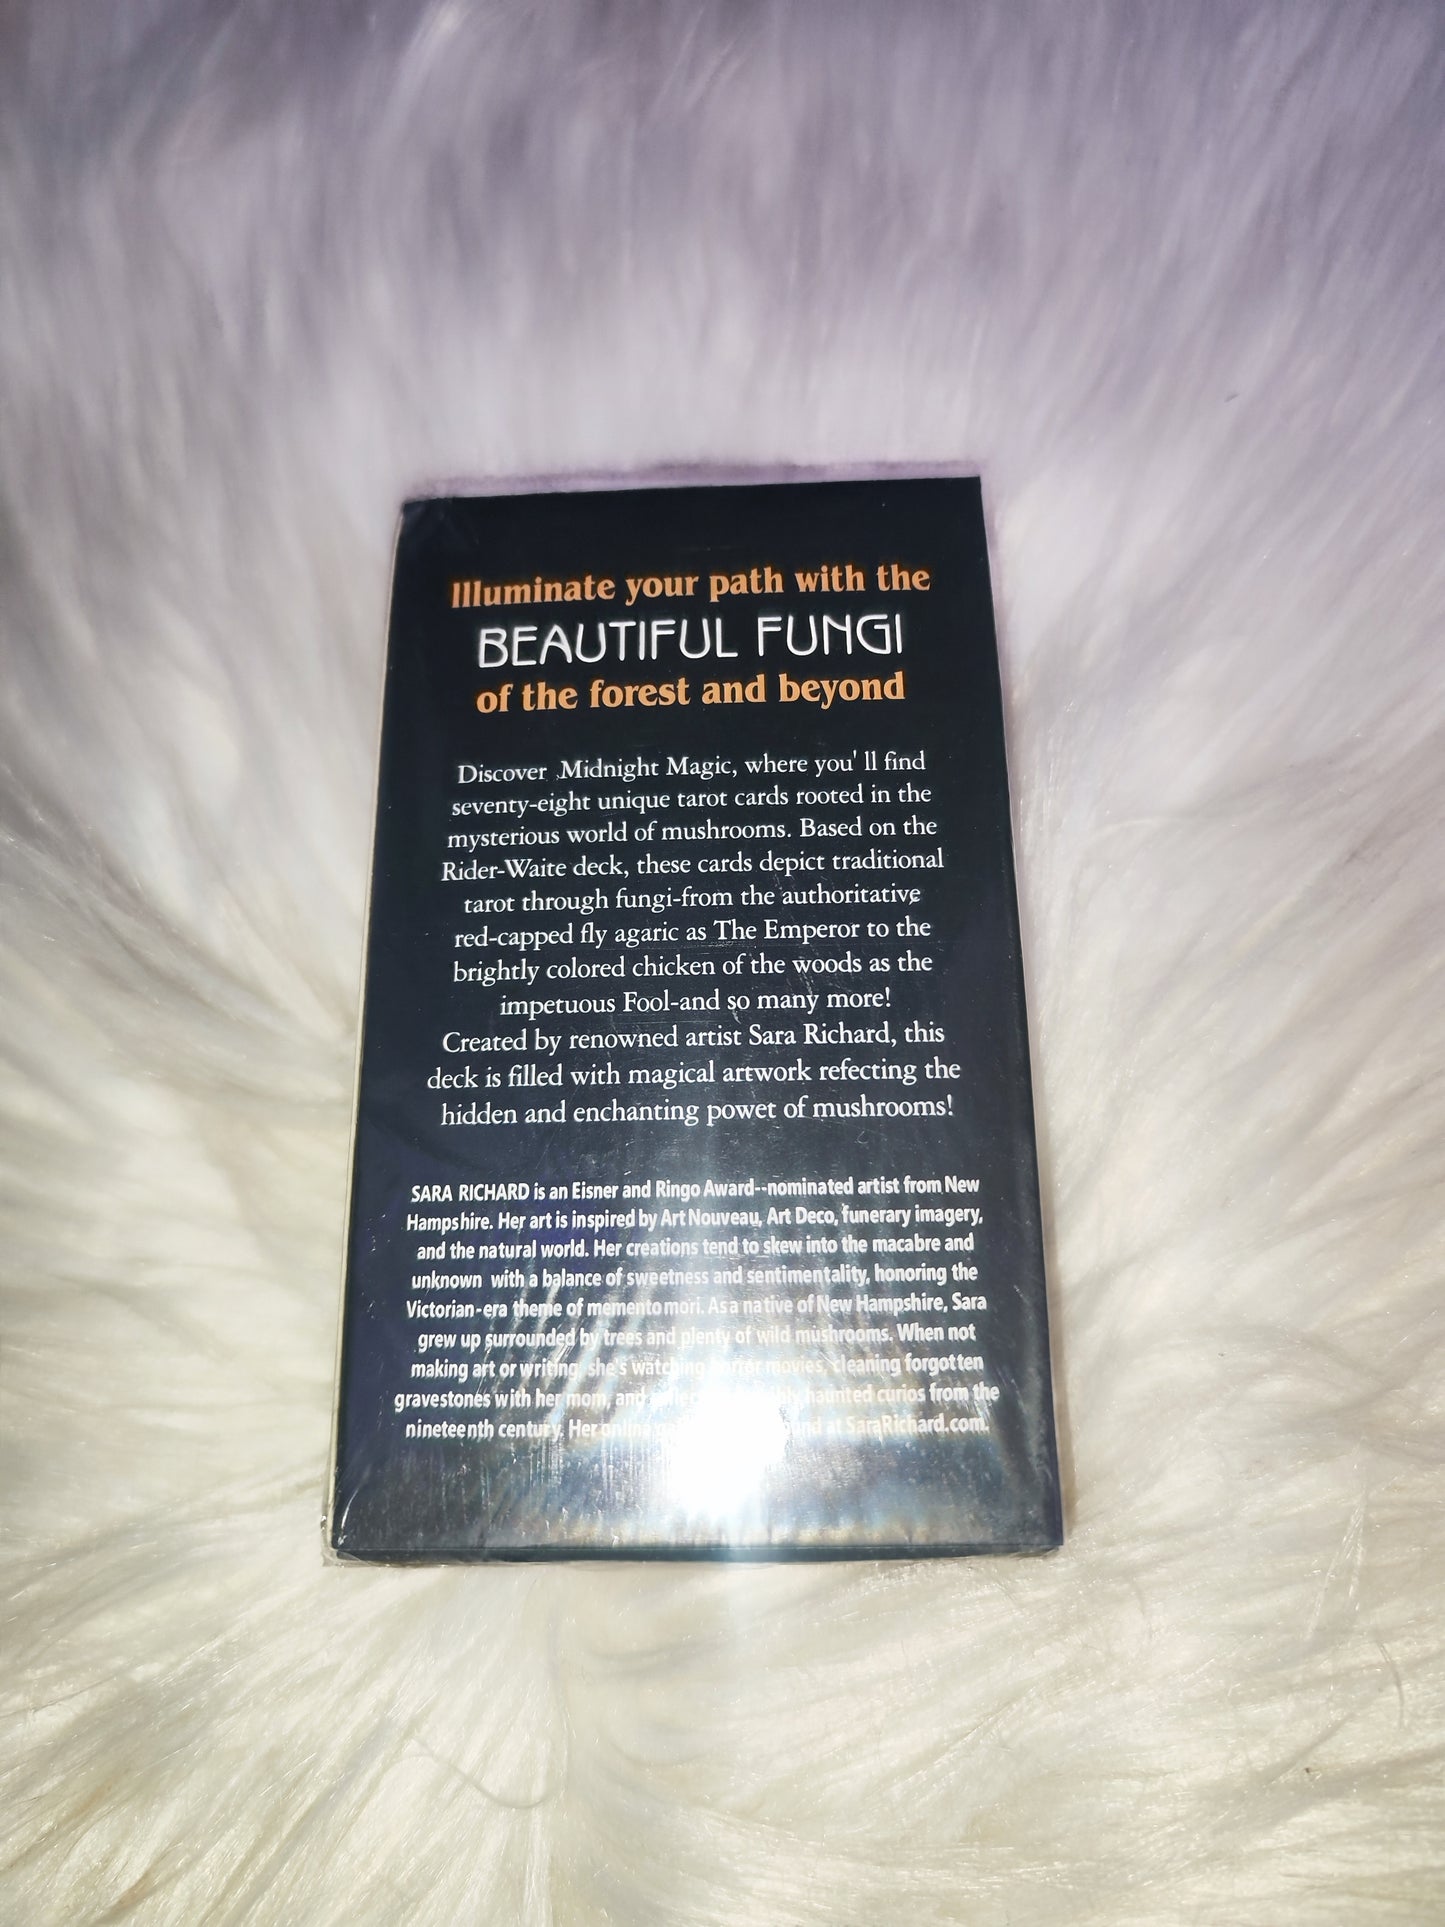 Illuminate your path with the
BEAUTIFUL FUNGI
of the forest and beyond
Discover Midnight Magic, where you' ll find
seventy-eight unique tarot cards rooted in the
mysterious world of mushrooms. Based on the
Rider-Waite deck, these cards depict traditional
tarot through fungi-from the authoritative
red-capped fly agaric as The Emperor to the
brightly colored chicken of the woods as the
impetuous Fool-and so many more!
Created by renowned artist Sara Richard, this
deck is filled with magical artwork refecting the
hidden and enchanting powet of mushrooms!
SARA RICHARD is an Eisner and Ringo Award--nominated artist from New
Hampshire. Her art is inspired by Art Nouveau, Art Deco, funerary imagery,
and the natural world. Her creations tend to skew into the macabre and
unknown with a balance of sweetness and sentimentality, honoring the
Victorian-era theme of memento mori. As a native of New Hampshire, Sara
grew up surrounded by trees and plenty of wild mushrooms. When not
making art or writing, she's watching horror movies, cleaning forgotten
gravestones with her mom, and haunted curios from the
nineteenth century. Her online at SaraRichard.com.